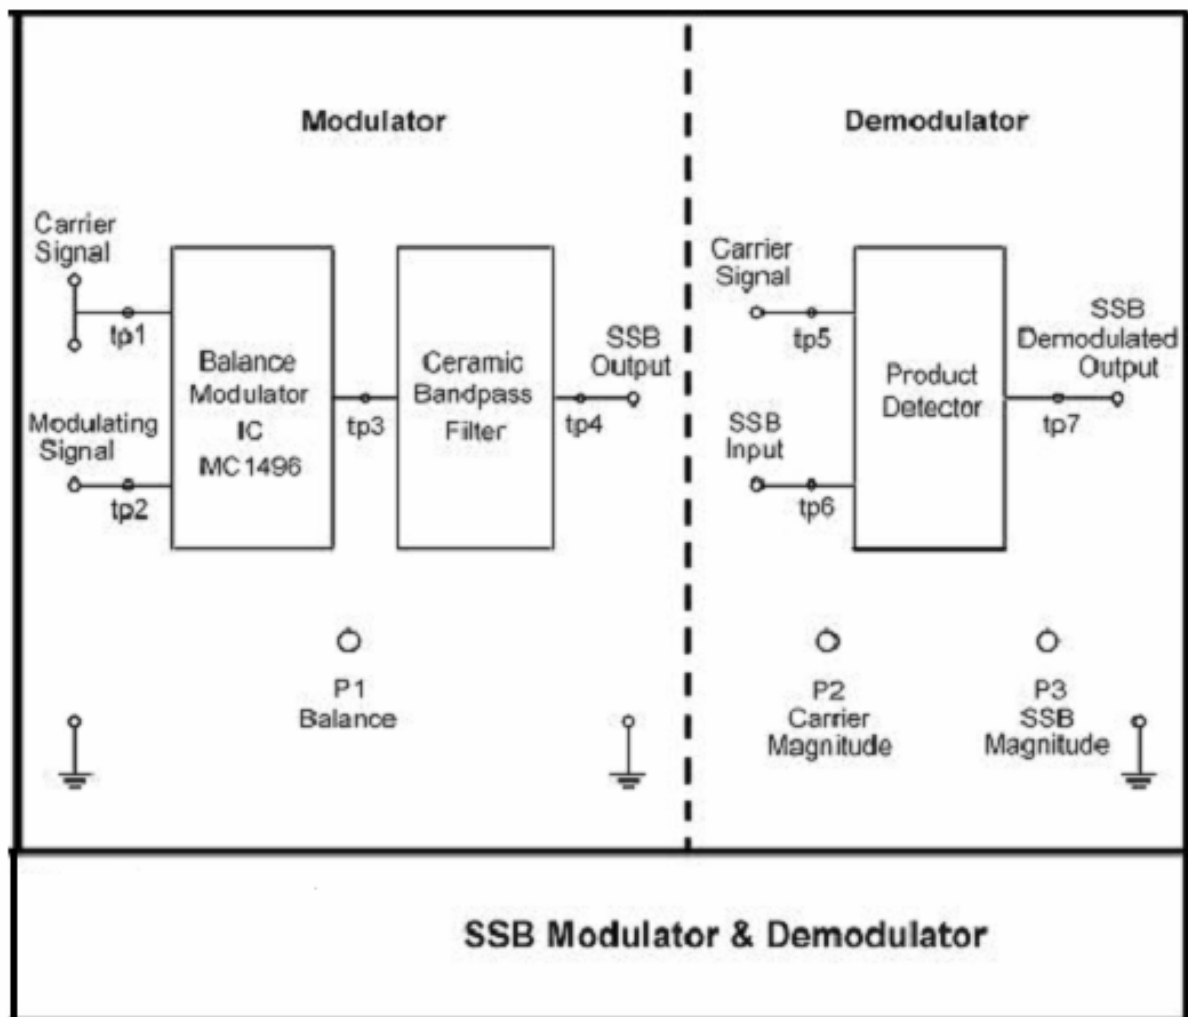 Modulator
Carrier
Signal
tp1
Modulating
Signal
tp2
Balance
Modulator
IC
MC1496
tp3
Ceramic
Bandpass
Filter
SSB
Output
tp4
P1
Balance
Demodulator
Carrier
Signal
tp5
SSB
Input
tp6
Product
Detector
SSB
Demodulated
Output
tp7
P2
Carrier
Magnitude
P3
SSB
Magnitude
SSB Modulator & Demodulator